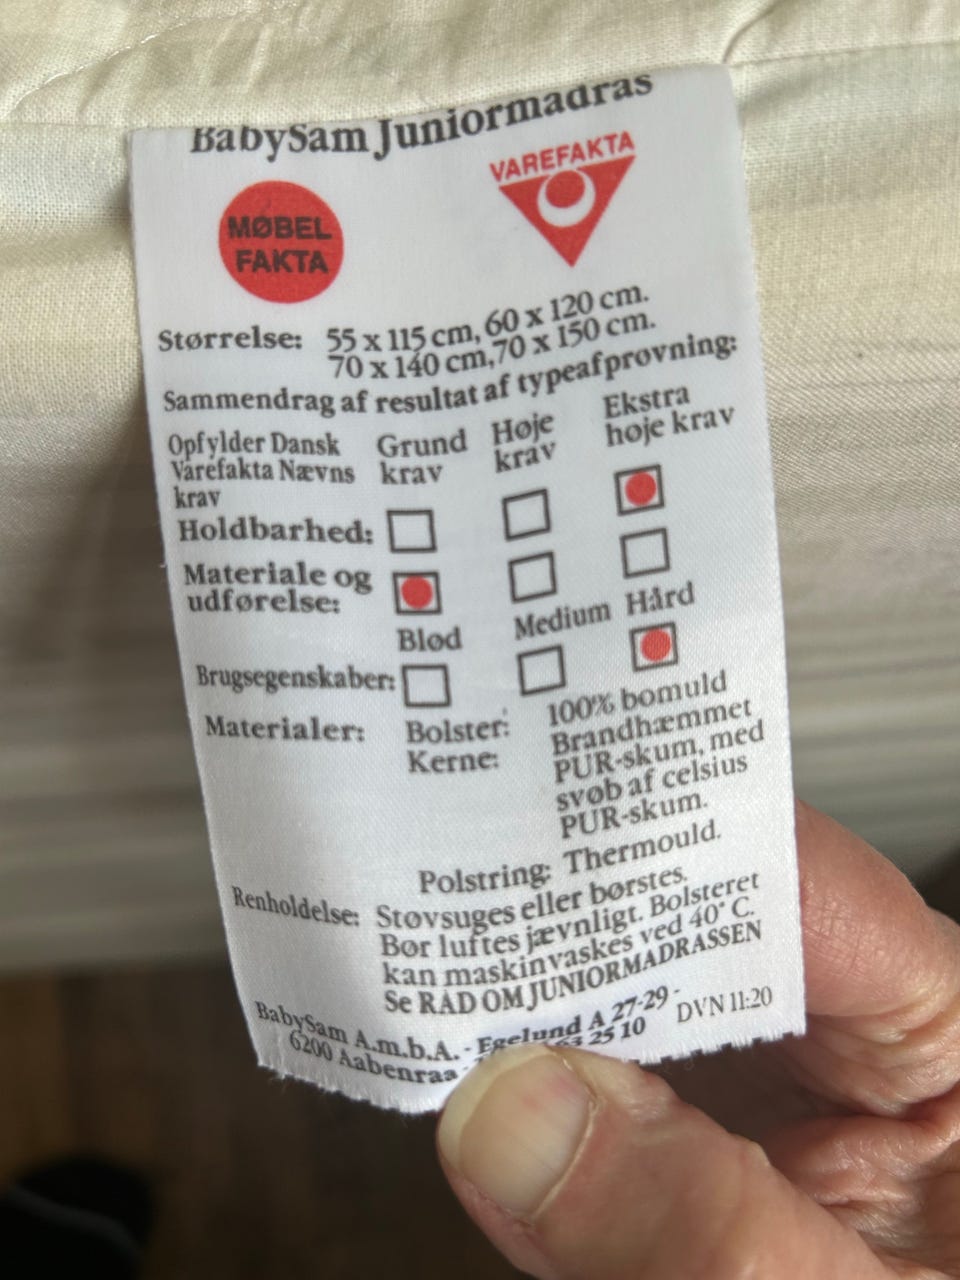 BabySam Juniormadras
MØBEL
FAKTA
VAREFAKTA
Størrelse: 55 x 115 cm, 60 x 120 cm.
70 x 140 cm,70 x 150 cm.
Sammendrag af resultat af typeafprøvning:
Opfylder Dansk
Varefakta Nævns
krav
Grund
krav
Høje
krav
Ekstra
høje krav
Holdbarhed:
Materiale og
udførelse:
Blød Medium Hård
Brugsegenskaber:
Materialer: Bolster: 100% bomuld
Kerne: Brandhæmmet
PUR-skum, med
svøb af celsius
PUR-skum.
Polstring: Thermould.
Renholdelse: Støvsuges eller børstes.
Bør luftes jævnligt. Bolsteret
kan maskinvaskes ved 40° C.
Se RÅD OM JUNIORMADRASSEN
BabySam A.m.b.A. - Egelund A 27-29 -
6200 Aabenraa - 25 10
DVN 11:20